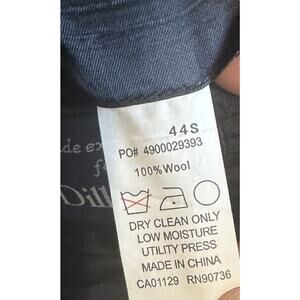 44S
PO# 4900029393
100% Wool
DRY CLEAN ONLY
LOW MOISTURE
UTILITY PRESS
MADE IN CHINA
CA01129 RN90736